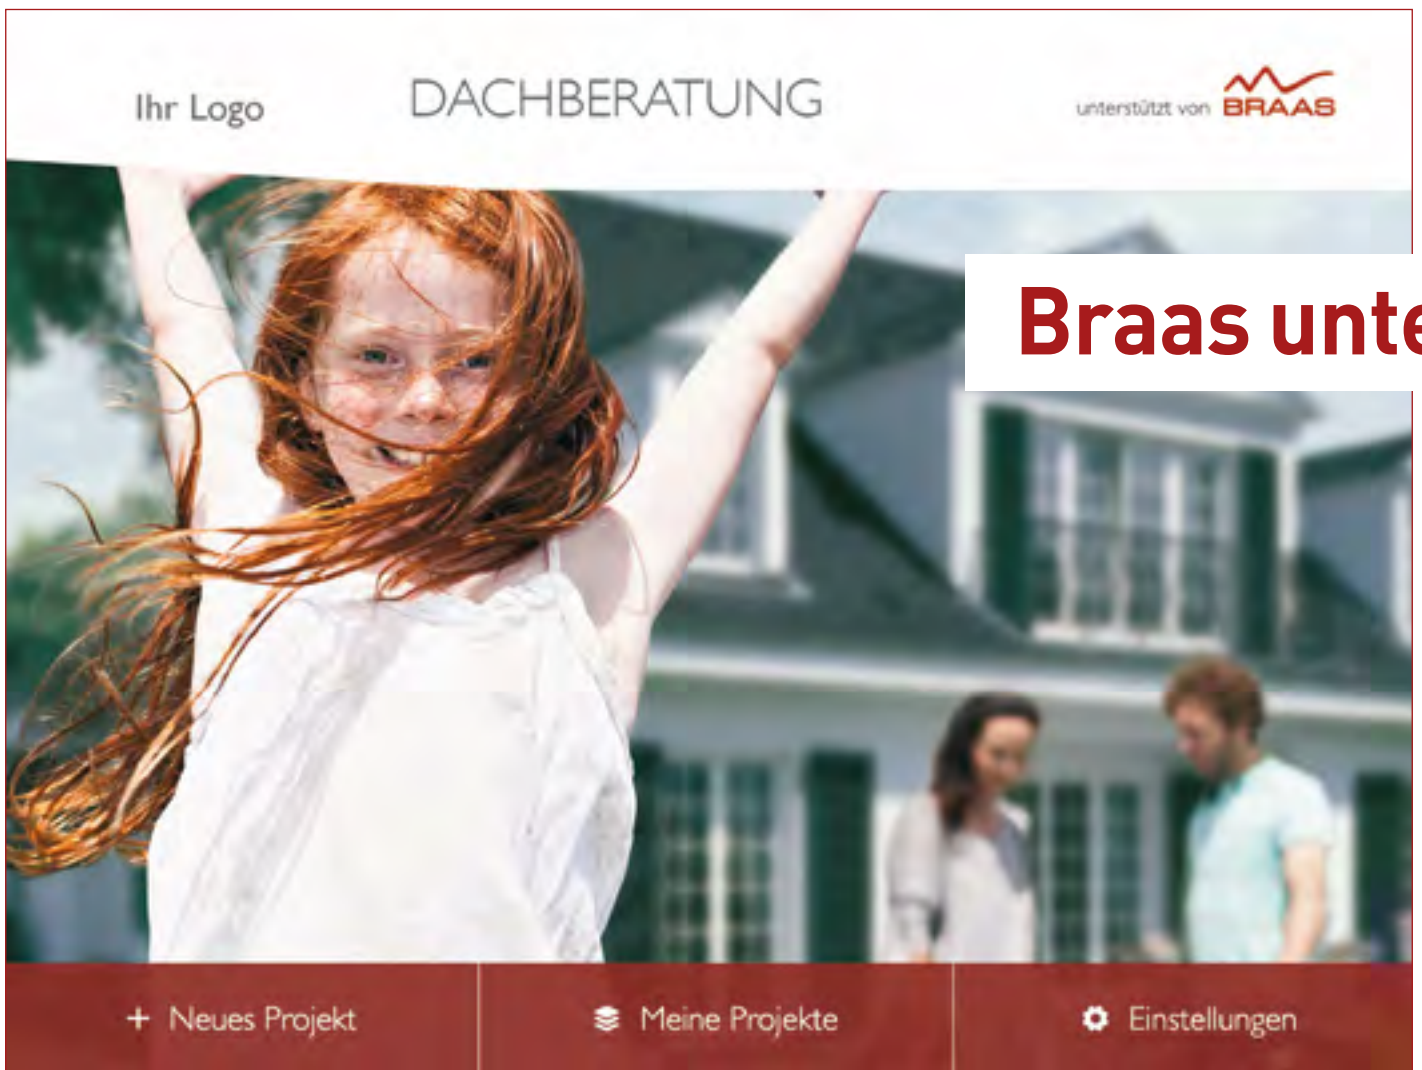 Ihr Logo
DACHBERATUNG
unterstützt von BRAAS
Braas unte
+ Neues Projekt
Meine Projekte
Einstellungen